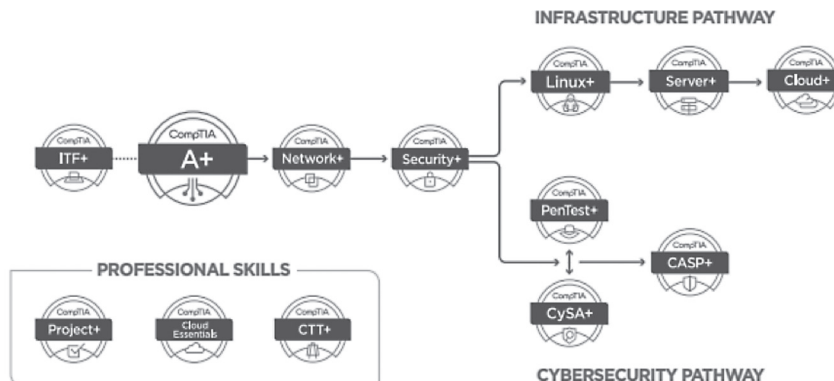 INFRASTRUCTURE PATHWAY
CompTIA
Linux+
CompTIA
Server+
CompTIA
Cloud+
CompTIA
ITF+
CompTIA
A+
CompTIA
Network+
CompTIA
Security+
CompTIA
PenTest+
CompTIA
CASP+
CompTIA
CySA+
CYBERSECURITY PATHWAY
PROFESSIONAL SKILLS
CompTIA
Project+
CompTIA
Cloud
Essentials
CompTIA
CTT+